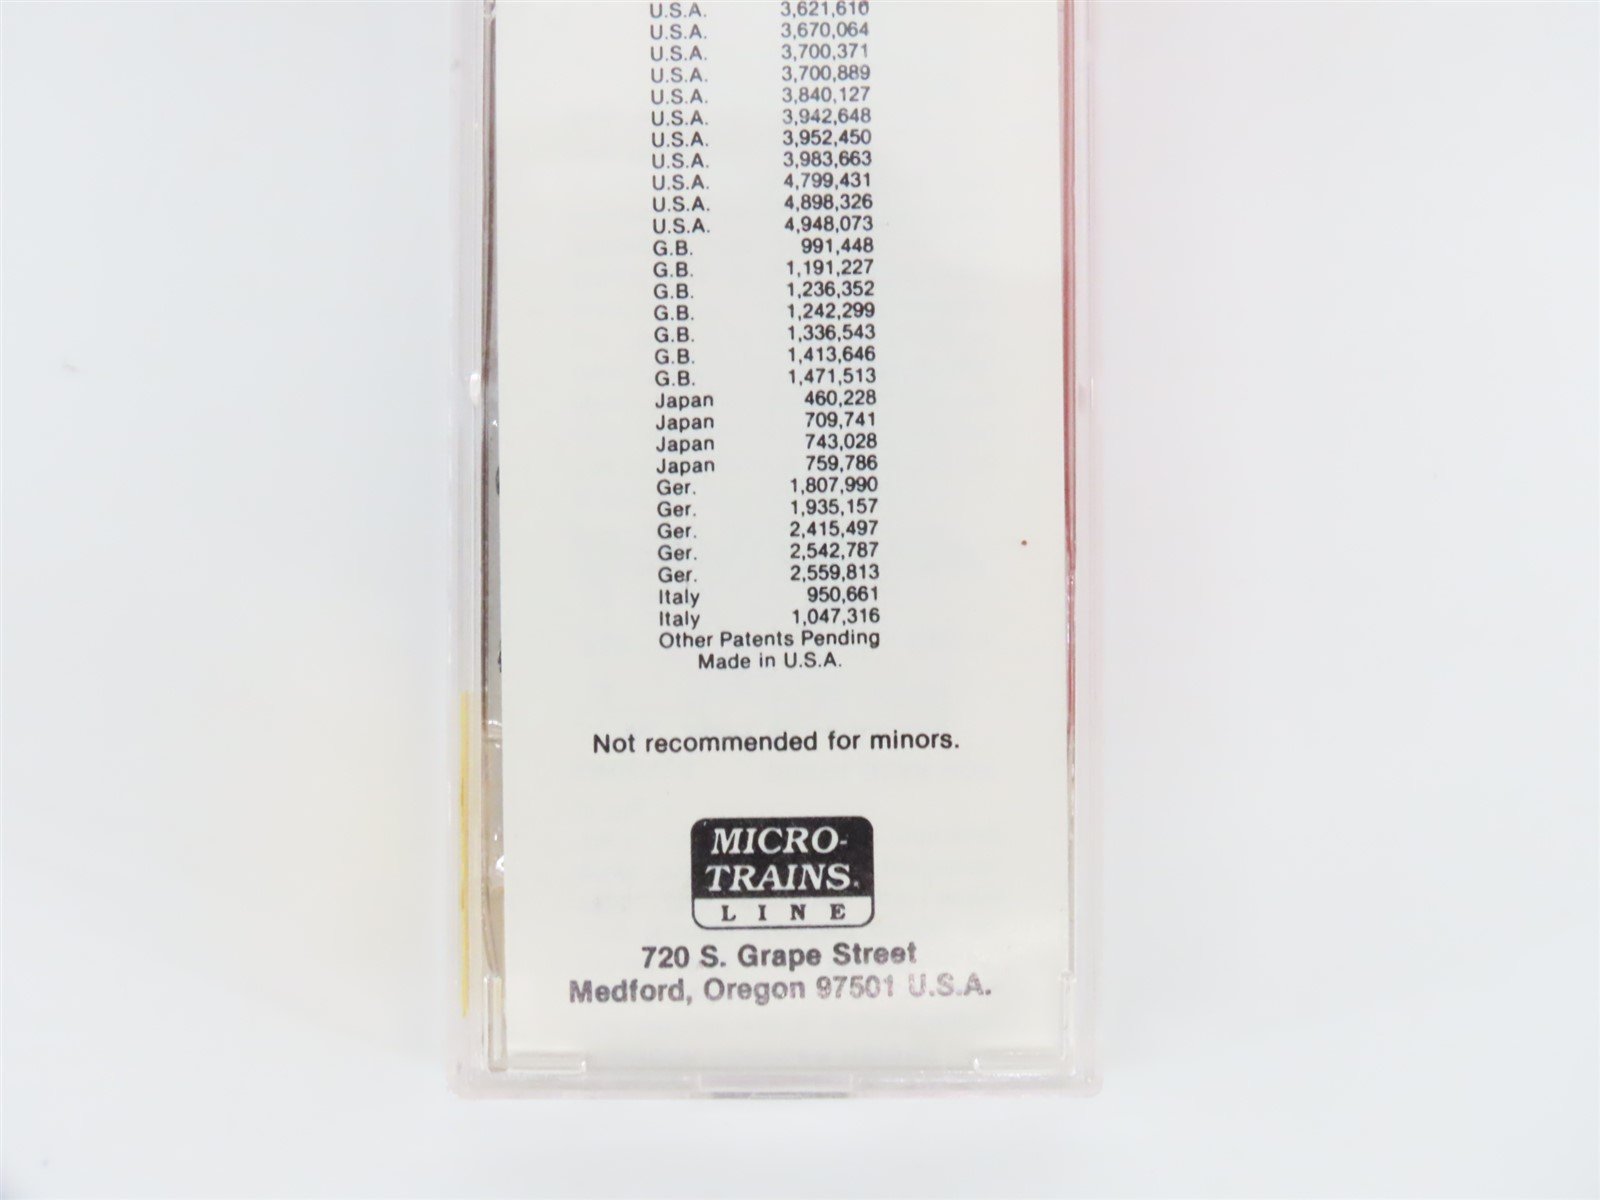 U.S.A. 3,621,610
U.S.A. 3,670,064
U.S.A. 3,700,371
U.S.A. 3,700,889
U.S.A. 3,840,127
U.S.A. 3,942,648
U.S.A. 3,952,450
U.S.A. 3,983,663
U.S.A. 4,799,431
U.S.A. 4,898,326
U.S.A. 4,948,073
G.B. 991,448
G.B. 1,191,227
G.B. 1,236,352
G.B. 1,242,299
G.B. 1,336,543
G.B. 1,413,646
G.B. 1,471,513
Japan 460,228
Japan 709,741
Japan 743,028
Japan 759,786
Ger. 1,807,990
Ger. 1,935,157
Ger. 2,415,497
Ger. 2,542,787
Ger. 2,559,813
Italy 950,661
Italy 1,047,316
Other Patents Pending
Made in U.S.A.
Not recommended for minors.
MICRO-
TRAINS®
LINE
720 S. Grape Street
Medford, Oregon 97501 U.S.A.